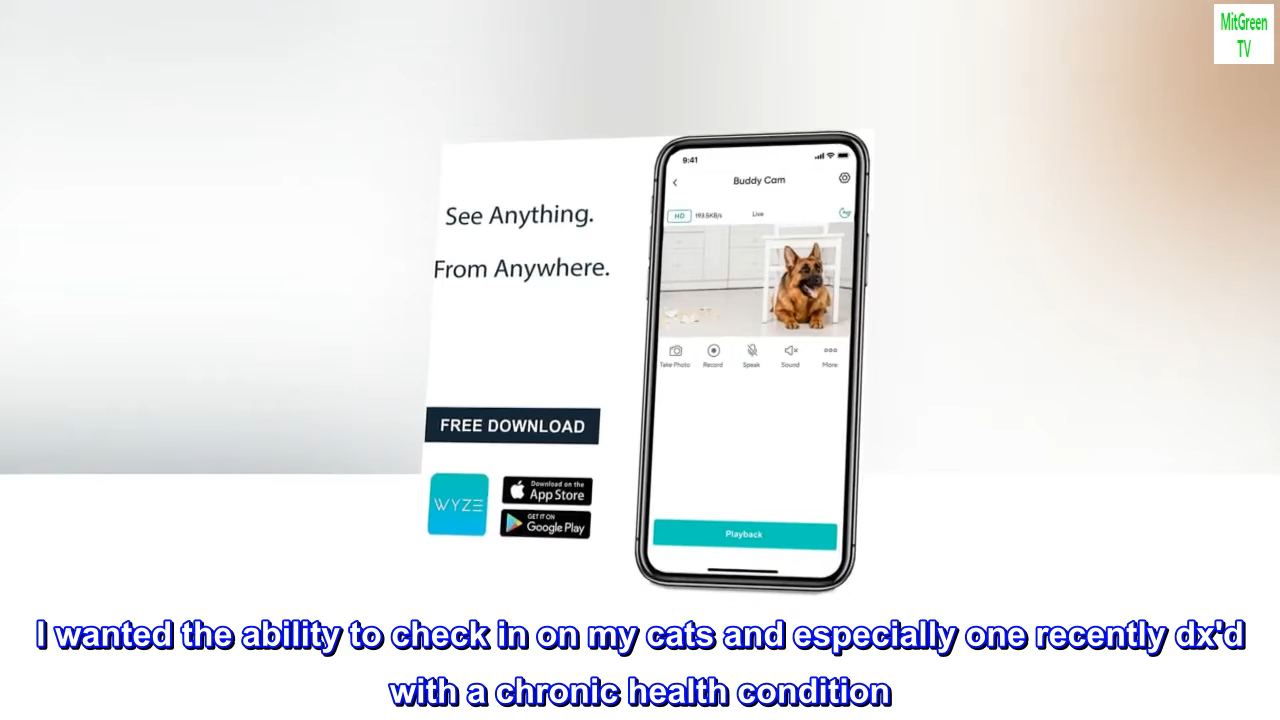 MitGreen
TV
See Anything.
From Anywhere.
FREE DOWNLOAD
WYZE
Download on the
App Store
GET IT ON
Google Play
9:41
Buddy Cam
HD 193.5KB/s Live
Take Photo Record Speak Sound More
Playback
I wanted the ability to check in on my cats and especially one recently dx'd
with a chronic health condition